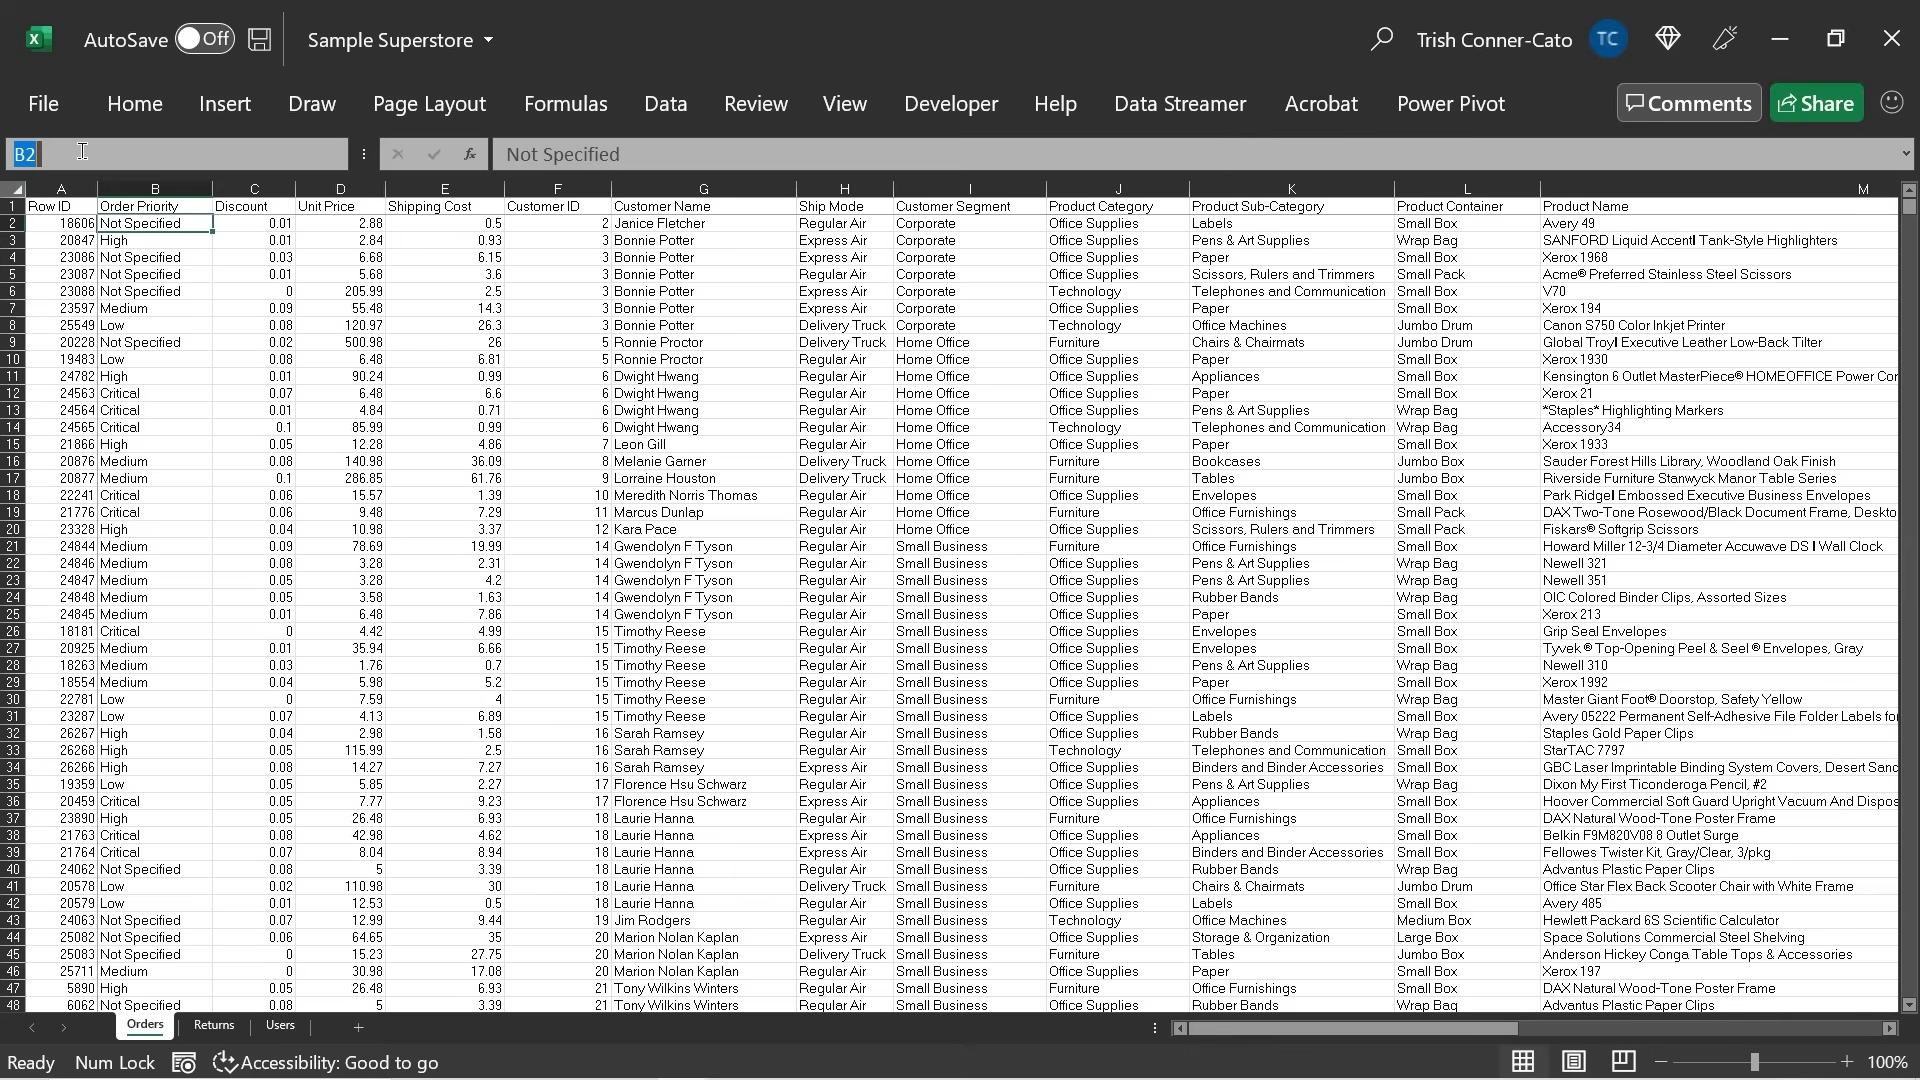 AutoSave Off Sample Superstore Trish Conner-Cato TC
File Home Insert Draw Page Layout Formulas Data Review View Developer Help Data Streamer Acrobat Power Pivot Comments Share
B2 fx Not Specified
A B C D E F G H I J K L M
1 Row ID Order Priority Discount Unit Price Shipping Cost Customer ID Customer Name Ship Mode Customer Segment Product Category Product Sub-Category Product Container Product Name
2 18606 Not Specified 0.01 2.88 0.5 2 Janice Fletcher Regular Air Corporate Office Supplies Labels Small Box Avery 49
3 20847 High 0.01 2.84 0.93 3 Bonnie Potter Express Air Corporate Office Supplies Pens & Art Supplies Wrap Bag SANFORD Liquid Accent| Tank-Style Highlighters
4 23086 Not Specified 0.03 6.68 6.15 3 Bonnie Potter Express Air Corporate Office Supplies Paper Small Box Xerox 1968
5 23087 Not Specified 0.01 5.68 3.6 3 Bonnie Potter Regular Air Corporate Office Supplies Scissors, Rulers and Trimmers Small Pack Acme® Preferred Stainless Steel Scissors
6 23088 Not Specified 0 205.99 2.5 3 Bonnie Potter Express Air Corporate Technology Telephones and Communication Small Box V70
7 23597 Medium 0.09 55.48 14.3 3 Bonnie Potter Express Air Corporate Office Supplies Paper Small Box Xerox 194
8 25549 Low 0.08 120.97 26.3 3 Bonnie Potter Delivery Truck Corporate Technology Office Machines Jumbo Drum Canon S750 Color Inkjet Printer
9 20228 Not Specified 0.02 500.98 26 5 Ronnie Proctor Delivery Truck Home Office Furniture Chairs & Chairmats Jumbo Drum Global Troy| Executive Leather Low-Back Tilter
10 19483 Low 0.08 6.48 6.81 5 Ronnie Proctor Regular Air Home Office Office Supplies Paper Small Box Xerox 1930
11 24782 High 0.01 90.24 0.99 6 Dwight Hwang Regular Air Home Office Office Supplies Appliances Small Box Kensington 6 Outlet MasterPiece® HOMEOFFICE Power Cor
12 24563 Critical 0.07 6.48 6.6 6 Dwight Hwang Regular Air Home Office Office Supplies Paper Small Box Xerox 21
13 24564 Critical 0.01 4.84 0.71 6 Dwight Hwang Regular Air Home Office Office Supplies Pens & Art Supplies Wrap Bag *Staples* Highlighting Markers
14 24565 Critical 0.1 85.99 0.99 6 Dwight Hwang Regular Air Home Office Technology Telephones and Communication Wrap Bag Accessory34
15 21866 High 0.05 12.28 4.86 7 Leon Gill Regular Air Home Office Office Supplies Paper Small Box Xerox 1933
16 20876 Medium 0.08 140.98 36.09 8 Melanie Garner Delivery Truck Home Office Furniture Bookcases Jumbo Box Sauder Forest Hills Library, Woodland Oak Finish
17 20877 Medium 0.1 286.85 61.76 9 Lorraine Houston Delivery Truck Home Office Furniture Tables Jumbo Box Riverside Furniture Stanwyck Manor Table Series
18 22241 Critical 0.06 15.57 1.39 10 Meredith Norris Thomas Regular Air Home Office Office Supplies Envelopes Small Box Park Ridge| Embossed Executive Business Envelopes
19 21776 Critical 0.06 9.48 7.29 11 Marcus Dunlap Regular Air Home Office Furniture Office Furnishings Small Pack DAX Two-Tone Rosewood/Black Document Frame, Deskto
20 23328 High 0.04 10.98 3.37 12 Kara Pace Regular Air Home Office Office Supplies Scissors, Rulers and Trimmers Small Pack Fiskars® Softgrip Scissors
21 24844 Medium 0.09 78.69 19.99 14 Gwendolyn F Tyson Regular Air Small Business Furniture Office Furnishings Small Box Howard Miller 12-3/4 Diameter Accuwave DS | Wall Clock
22 24846 Medium 0.08 3.28 2.31 14 Gwendolyn F Tyson Regular Air Small Business Office Supplies Pens & Art Supplies Wrap Bag Newell 321
23 24847 Medium 0.05 3.28 4.2 14 Gwendolyn F Tyson Regular Air Small Business Office Supplies Pens & Art Supplies Wrap Bag Newell 351
24 24848 Medium 0.05 3.58 1.63 14 Gwendolyn F Tyson Regular Air Small Business Office Supplies Rubber Bands Wrap Bag OIC Colored Binder Clips, Assorted Sizes
25 24845 Medium 0.01 6.48 7.86 14 Gwendolyn F Tyson Regular Air Small Business Office Supplies Paper Small Box Xerox 213
26 18181 Critical 0 4.42 4.99 15 Timothy Reese Regular Air Small Business Office Supplies Envelopes Small Box Grip Seal Envelopes
27 20925 Medium 0.01 35.94 6.66 15 Timothy Reese Regular Air Small Business Office Supplies Envelopes Small Box Tyvek ® Top-Opening Peel & Seel ® Envelopes, Gray
28 18263 Medium 0.03 1.76 0.7 15 Timothy Reese Regular Air Small Business Office Supplies Pens & Art Supplies Wrap Bag Newell 310
29 18554 Medium 0.04 5.98 5.2 15 Timothy Reese Regular Air Small Business Office Supplies Paper Small Box Xerox 1992
30 22781 Low 0 7.59 4 15 Timothy Reese Regular Air Small Business Furniture Office Furnishings Wrap Bag Master Giant Foot® Doorstop, Safety Yellow
31 23287 Low 0.07 4.13 6.89 15 Timothy Reese Regular Air Small Business Office Supplies Labels Small Box Avery 05222 Permanent Self-Adhesive File Folder Labels fo
32 26267 High 0.04 2.98 1.58 16 Sarah Ramsey Regular Air Small Business Office Supplies Rubber Bands Wrap Bag Staples Gold Paper Clips
33 26268 High 0.05 115.99 2.5 16 Sarah Ramsey Regular Air Small Business Technology Telephones and Communication Small Box StarTAC 7797
34 26266 High 0.08 14.27 7.27 16 Sarah Ramsey Express Air Small Business Office Supplies Binders and Binder Accessories Small Box GBC Laser Imprintable Binding System Covers, Desert Sanc
35 19359 Low 0.05 5.85 2.27 17 Florence Hsu Schwarz Regular Air Small Business Office Supplies Pens & Art Supplies Wrap Bag Dixon My First Ticonderoga Pencil, #2
36 20459 Critical 0.05 7.77 9.23 17 Florence Hsu Schwarz Express Air Small Business Office Supplies Appliances Small Box Hoover Commercial Soft Guard Upright Vacuum And Dispos
37 23890 High 0.05 26.48 6.93 18 Laurie Hanna Regular Air Small Business Furniture Office Furnishings Small Box DAX Natural Wood-Tone Poster Frame
38 21763 Critical 0.08 42.98 4.62 18 Laurie Hanna Express Air Small Business Office Supplies Appliances Small Box Belkin F9M820V08 8 Outlet Surge
39 21764 Critical 0.07 8.04 8.94 18 Laurie Hanna Express Air Small Business Office Supplies Binders and Binder Accessories Small Box Fellowes Twister Kit, Gray/Clear, 3/pkg
40 24062 Not Specified 0.08 5 3.39 18 Laurie Hanna Regular Air Small Business Office Supplies Rubber Bands Wrap Bag Advantus Plastic Paper Clips
41 20578 Low 0.02 110.98 30 18 Laurie Hanna Delivery Truck Small Business Furniture Chairs & Chairmats Jumbo Drum Office Star Flex Back Scooter Chair with White Frame
42 20579 Low 0.01 12.53 0.5 18 Laurie Hanna Regular Air Small Business Office Supplies Labels Small Box Avery 485
43 24063 Not Specified 0.07 12.99 9.44 19 Jim Rodgers Regular Air Small Business Technology Office Machines Medium Box Hewlett Packard 6S Scientific Calculator
44 25082 Not Specified 0.06 64.65 35 20 Marion Nolan Kaplan Express Air Small Business Office Supplies Storage & Organization Large Box Space Solutions Commercial Steel Shelving
45 25083 Not Specified 0 15.23 27.75 20 Marion Nolan Kaplan Delivery Truck Small Business Furniture Tables Jumbo Box Anderson Hickey Conga Table Tops & Accessories
46 25711 Medium 0 30.98 17.08 20 Marion Nolan Kaplan Regular Air Small Business Office Supplies Paper Small Box Xerox 197
47 5890 High 0.05 26.48 6.93 21 Tony Wilkins Winters Regular Air Small Business Furniture Office Furnishings Small Box DAX Natural Wood-Tone Poster Frame
48 6062 Not Specified 0.08 5 3.39 21 Tony Wilkins Winters Regular Air Small Business Office Supplies Rubber Bands Wrap Bag Advantus Plastic Paper Clips
Orders Returns Users
Ready Num Lock Accessibility: Good to go 100%